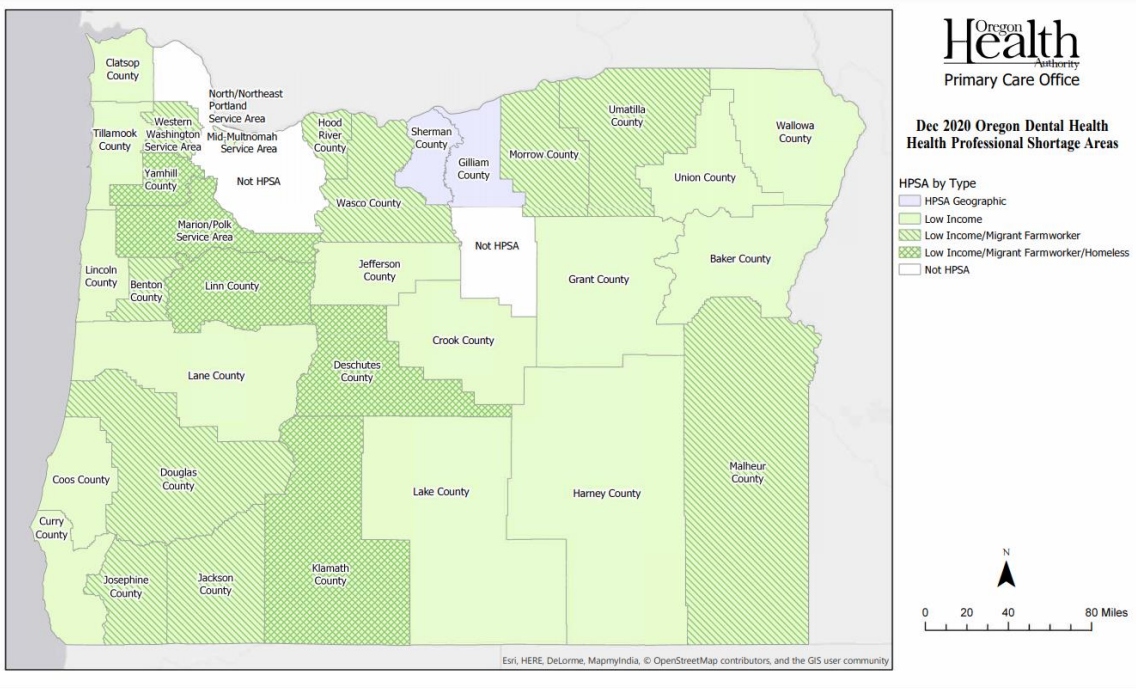 Clatsop
County
North/Northeast
Portland
Service Area
Tillamook
County
Western
Washington
Service Area
Mid-Multnomah
Service Area
Hood
River
County
Sherman
County
Gilliam
County
Morrow County
Umatilla
County
Wallowa
County
Union County
Yamhill
County
Not HPSA
Wasco County
Marion/Polk
Service Area
Not HPSA
Baker County
Lincoln
County
Benton
County
Linn County
Jefferson
County
Grant County
Crook County
Lane County
Deschutes
County
Coos County
Douglas
County
Lake County
Harney County
Malheur
County
Curry
County
Josephine
County
Jackson
County
Klamath
County
Esri, HERE, DeLorme, MapmyIndia, © OpenStreetMap contributors, and the GIS user community
Oregon
Health
Authority
Primary Care Office
Dec 2020 Oregon Dental Health
Health Professional Shortage Areas
HPSA by Type
HPSA Geographic
Low Income
Low Income/Migrant Farmworker
Low Income/Migrant Farmworker/Homeless
Not HPSA
N
0 20 40 80 Miles